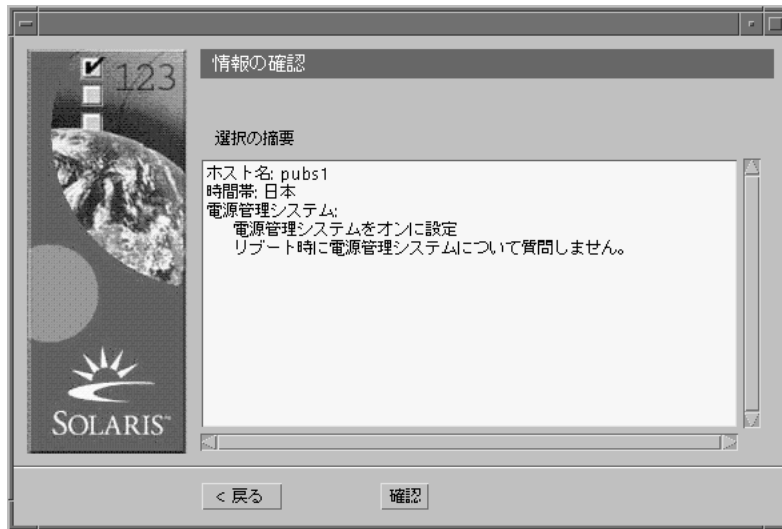 123
SOLARIS™
情報の確認
選択の摘要
ホスト名: pubs1
時間帯: 日本
電源管理システム:
電源管理システムをオンに設定
リブート時に電源管理システムについて質問しません。
< 戻る
確認